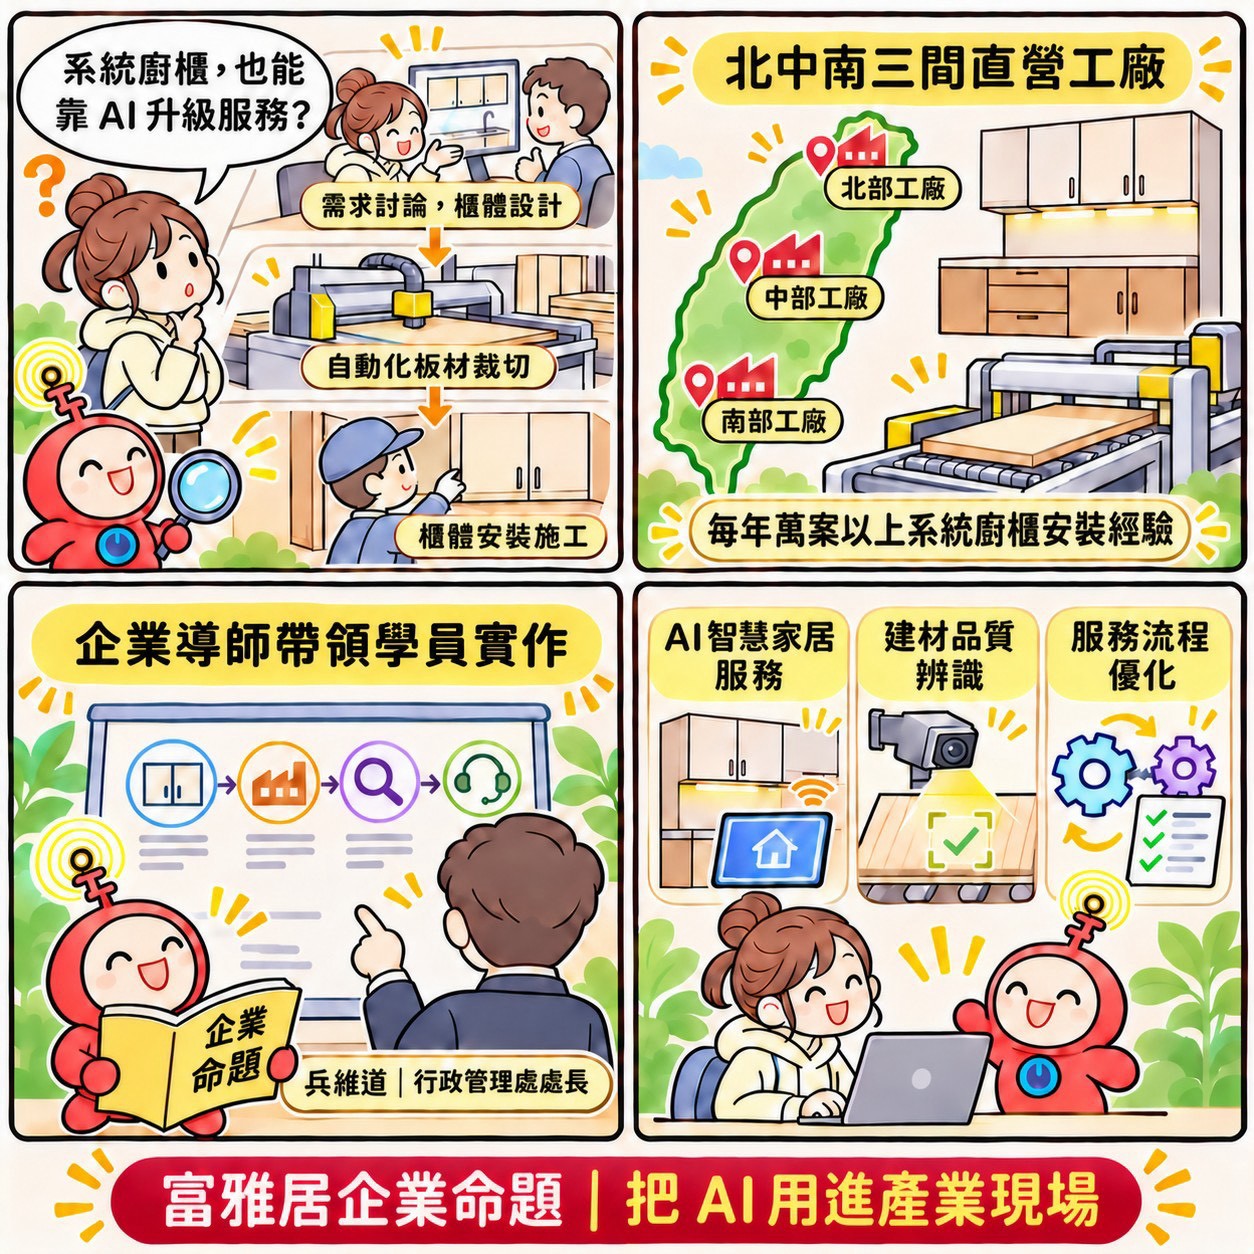 系統廚櫃，也能
靠 AI 升級服務？
需求討論，櫃體設計
自動化板材裁切
櫃體安裝施工
北中南三間直營工廠
北部工廠
中部工廠
南部工廠
每年萬案以上系統廚櫃安裝經驗
企業導師帶領學員實作
企業
命題
兵維道｜行政管理處處長
AI 智慧家居
服務
建材品質
辨識
服務流程
優化
富雅居企業命題｜把 AI 用進產業現場